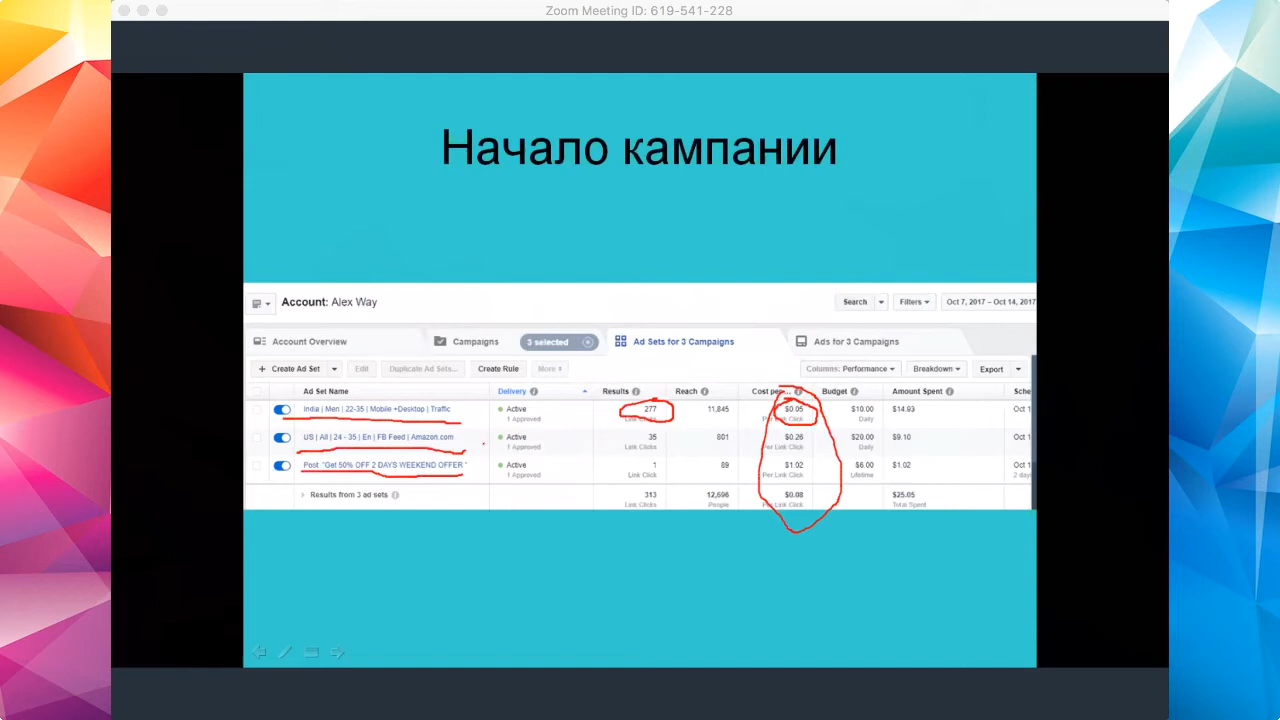 Zoom Meeting ID: 619-541-228
Начало кампании
Account: Alex Way
Search Filters Oct 7, 2017 – Oct 14, 2017
Account Overview Campaigns 3 selected Ad Sets for 3 Campaigns Ads for 3 Campaigns
+ Create Ad Set Edit Duplicate Ad Sets... Create Rule More Columns: Performance Breakdown Export
Ad Set Name Delivery Results Reach Cost per... Budget Amount Spent Sche
India | Men | 22-35 | Mobile +Desktop | Traffic Active 277 11,845 $0.05 $10.00 $14.93 Oct 1
1 Approved Link Clicks Per Link Click Daily
US | All | 24 - 35 | En | FB Feed | Amazon.com Active 35 801 $0.26 $20.00 $9.10
1 Approved Link Clicks Per Link Click Daily
Post: "Get 50% OFF 2 DAYS WEEKEND OFFER " Active 1 89 $1.02 $6.00 $1.02 Oct 1
1 Approved Link Click Per Link Click Lifetime 2 days
Results from 3 ad sets 313 12,696 $0.08 $25.05
Link Clicks People Per Link Click Total Spent